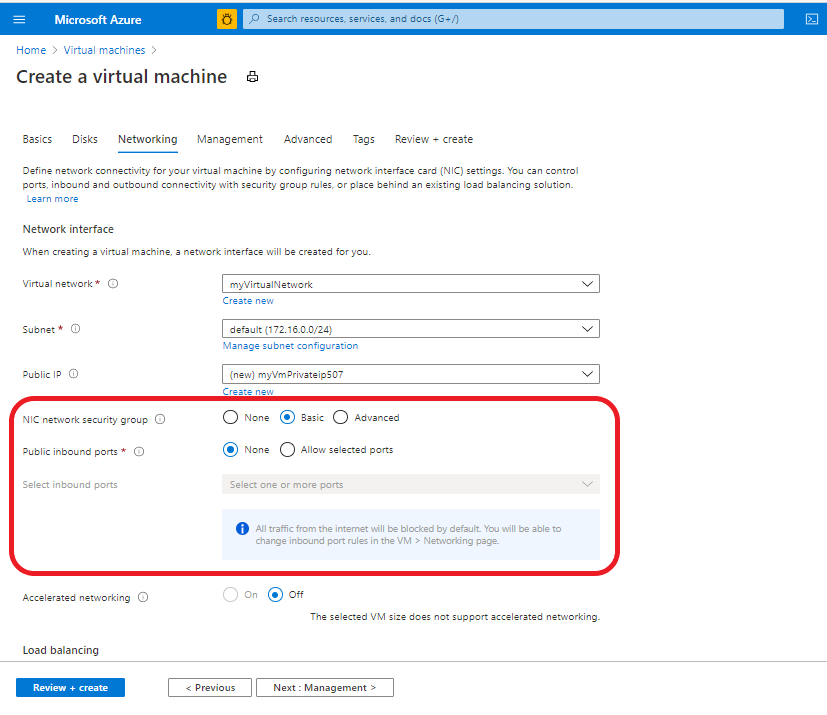 Microsoft Azure
Search resources, services, and docs (G+/)
Home > Virtual machines >
Create a virtual machine
Basics Disks Networking Management Advanced Tags Review + create
Define network connectivity for your virtual machine by configuring network interface card (NIC) settings. You can control
ports, inbound and outbound connectivity with security group rules, or place behind an existing load balancing solution.
Learn more
Network interface
When creating a virtual machine, a network interface will be created for you.
Virtual network *
myVirtualNetwork
Create new
Subnet *
default (172.16.0.0/24)
Manage subnet configuration
Public IP
(new) myVmPrivateip507
Create new
NIC network security group
None Basic Advanced
Public inbound ports *
None Allow selected ports
Select inbound ports
Select one or more ports
All traffic from the internet will be blocked by default. You will be able to
change inbound port rules in the VM > Networking page.
Accelerated networking
On Off
The selected VM size does not support accelerated networking.
Load balancing
Review + create
< Previous
Next : Management >